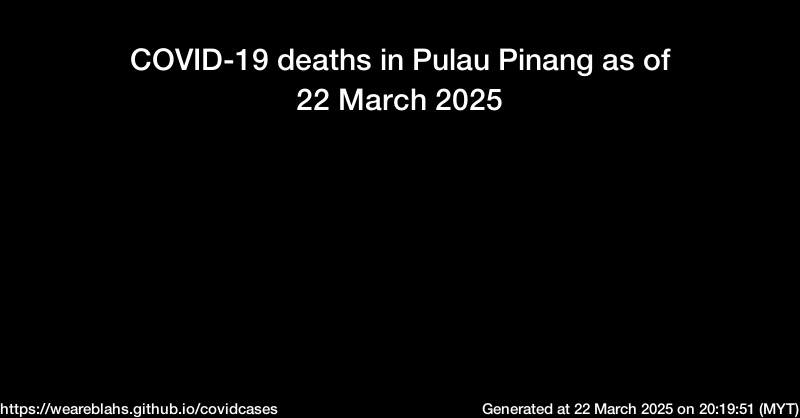 COVID-19 deaths in Pulau Pinang as of
22 March 2025
https://weareblahs.github.io/covidcases
Generated at 22 March 2025 on 20:19:51 (MYT)